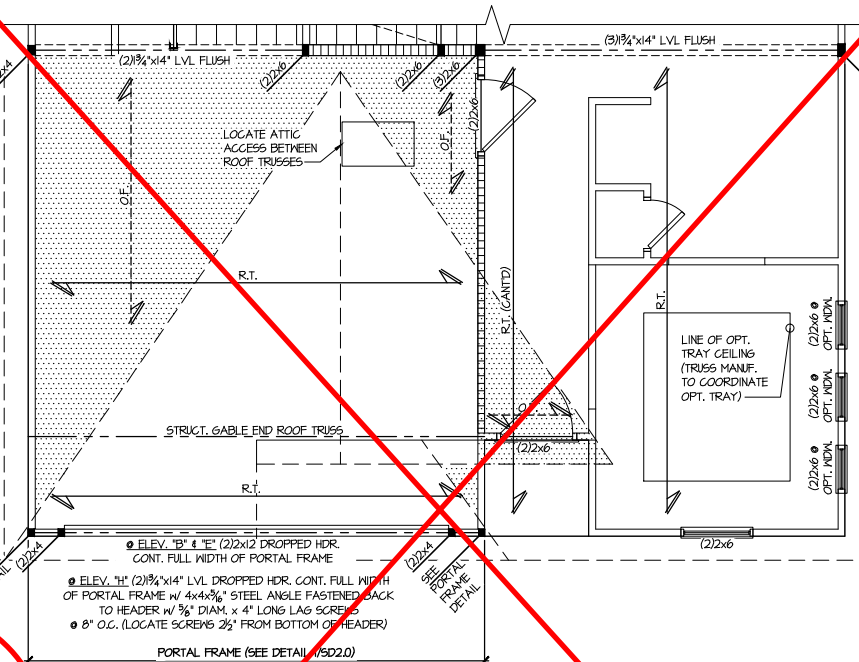 (3)1¾"x14" LVL FLUSH
(2)1¾"x14" LVL FLUSH
(2)2x6
(2)2x6
(3)2x6
(2)2x6
LOCATE ATTIC
ACCESS BETWEEN
ROOF TRUSSES
O.F.
O.F.
R.T.
R.T. (CANT'D)
R.T.
LINE OF OPT.
TRAY CEILING
(TRUSS MANUF.
TO COORDINATE
OPT. TRAY)
(2)2x6 @
OPT. WDW
(2)2x6 @
OPT. WDW
(2)2x6 @
OPT. WDW
STRUCT. GABLE END ROOF TRUSS
(2)2x6
R.T.
(2)2x6
(2)2x4
@ ELEV. "B" & "E" (2)2x12 DROPPED HDR.
CONT. FULL WIDTH OF PORTAL FRAME
(2)2x4
SEE
PORTAL
FRAME
DETAIL
@ ELEV. "H" (2)1¾"x14" LVL DROPPED HDR. CONT. FULL WIDTH
OF PORTAL FRAME W/ 4x4x5/16" STEEL ANGLE FASTENED BACK
TO HEADER W/ ⅝" DIAM. x 4" LONG LAG SCREWS
@ 8" O.C. (LOCATE SCREWS 2½" FROM BOTTOM OF HEADER)
PORTAL FRAME (SEE DETAIL 1/SD2.0)